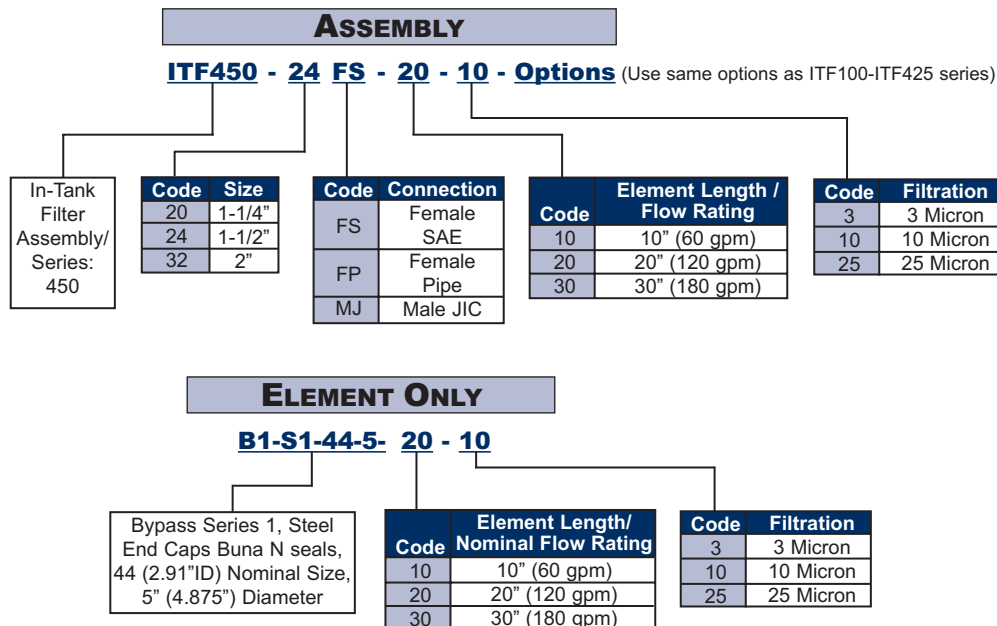 ASSEMBLY
ITF450 - 24 FS - 20 - 10 - Options (Use same options as ITF100-ITF425 series)
In-Tank
Filter
Assembly/
Series:
450
Code Size
20 1-1/4”
24 1-1/2”
32 2”
Code Connection
FS Female
SAE
FP Female
Pipe
MJ Male JIC
Element Length /
Code Flow Rating
10 10” (60 gpm)
20 20” (120 gpm)
30 30” (180 gpm)
Code Filtration
3 3 Micron
10 10 Micron
25 25 Micron
ELEMENT ONLY
B1-S1-44-5- 20 - 10
Bypass Series 1, Steel
End Caps Buna N seals,
44 (2.91”ID) Nominal Size,
5” (4.875”) Diameter
Element Length/
Code Nominal Flow Rating
10 10” (60 gpm)
20 20” (120 gpm)
30 30” (180 gpm)
Code Filtration
3 3 Micron
10 10 Micron
25 25 Micron